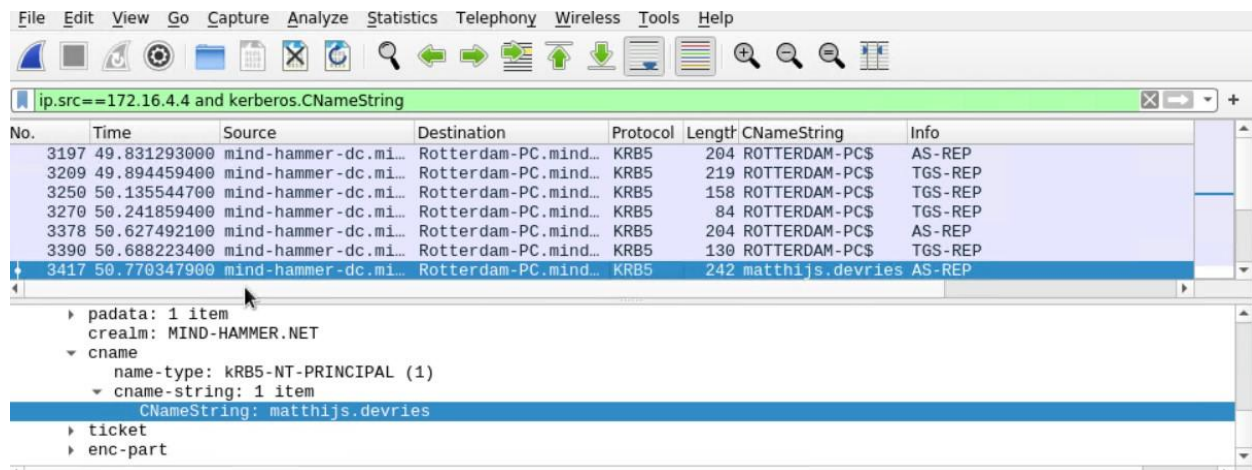 File Edit View Go Capture Analyze Statistics Telephony Wireless Tools Help
ip.src==172.16.4.4 and kerberos.CNameString
No. Time Source Destination Protocol Length CNameString Info
3197 49.831293000 mind-hammer-dc.mi… Rotterdam-PC.mind… KRB5 204 ROTTERDAM-PC$ AS-REP
3209 49.894459400 mind-hammer-dc.mi… Rotterdam-PC.mind… KRB5 219 ROTTERDAM-PC$ TGS-REP
3250 50.135544700 mind-hammer-dc.mi… Rotterdam-PC.mind… KRB5 158 ROTTERDAM-PC$ TGS-REP
3270 50.241859400 mind-hammer-dc.mi… Rotterdam-PC.mind… KRB5 84 ROTTERDAM-PC$ TGS-REP
3378 50.627492100 mind-hammer-dc.mi… Rotterdam-PC.mind… KRB5 204 ROTTERDAM-PC$ AS-REP
3390 50.688223400 mind-hammer-dc.mi… Rotterdam-PC.mind… KRB5 130 ROTTERDAM-PC$ TGS-REP
3417 50.770347900 mind-hammer-dc.mi… Rotterdam-PC.mind… KRB5 242 matthijs.devries AS-REP
padata: 1 item
crealm: MIND-HAMMER.NET
cname
name-type: kRB5-NT-PRINCIPAL (1)
cname-string: 1 item
CNameString: matthijs.devries
ticket
enc-part